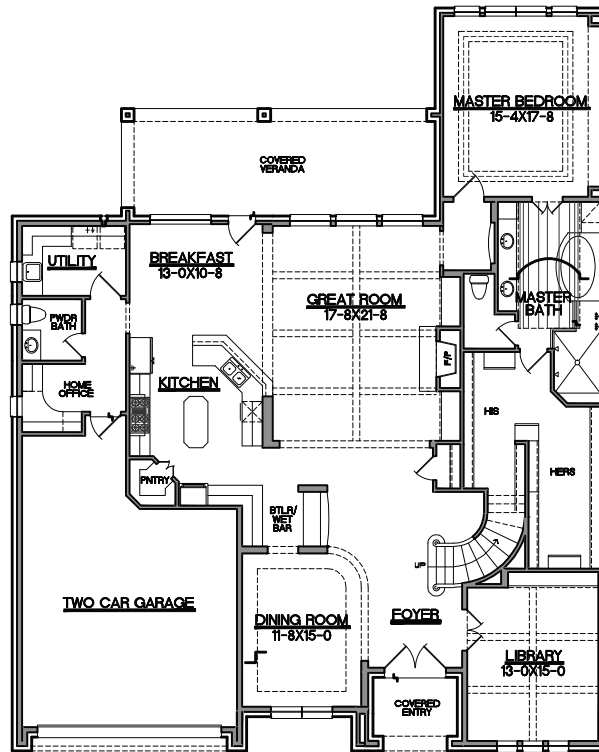 MASTER BEDROOM
15-4X17-8
COVERED
VERANDA
UTILITY
BREAKFAST
13-0X10-8
GREAT ROOM
17-8X21-8
MASTER
BATH
PWDR
BATH
F/P
HOME
OFFICE
KITCHEN
HIS
HERS
PNTRY
BTLR/
WET
BAR
UP
TWO CAR GARAGE
DINING ROOM
11-8X15-0
FOYER
LIBRARY
13-0X15-0
COVERED
ENTRY